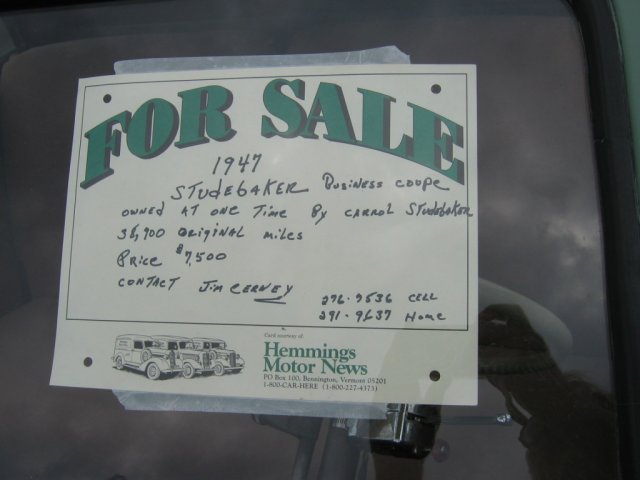 FOR SALE
1947
STUDEBAKER BUSINESS COUPE
OWNED AT ONE TIME BY CARROL STUDEBAKER
38,900 ORIGINAL MILES
PRICE $7,500
CONTACT JIM CERNEY
276-9536 CELL
291-9637 HOME
Card courtesy of
Hemmings
Motor News
PO Box 100, Bennington, Vermont 05201
1-800-CAR-HERE (1-800-227-4373)